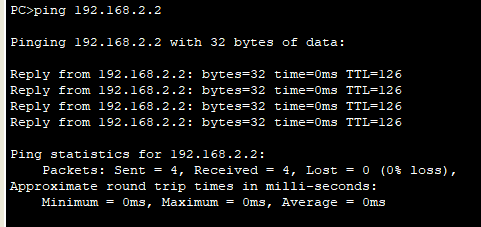 PC>ping 192.168.2.2
Pinging 192.168.2.2 with 32 bytes of data:
Reply from 192.168.2.2: bytes=32 time=0ms TTL=126
Reply from 192.168.2.2: bytes=32 time=0ms TTL=126
Reply from 192.168.2.2: bytes=32 time=0ms TTL=126
Reply from 192.168.2.2: bytes=32 time=0ms TTL=126
Ping statistics for 192.168.2.2:
    Packets: Sent = 4, Received = 4, Lost = 0 (0% loss),
Approximate round trip times in milli-seconds:
    Minimum = 0ms, Maximum = 0ms, Average = 0ms